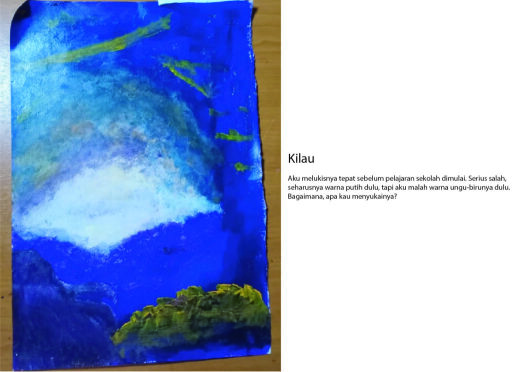 Kilau
Aku melukisnya tepat sebelum pelajaran sekolah dimulai. Serius salah,
seharusnya warna putih dulu, tapi aku malah warna ungu-birunya dulu.
Bagaimana, apa kau menyukainya?